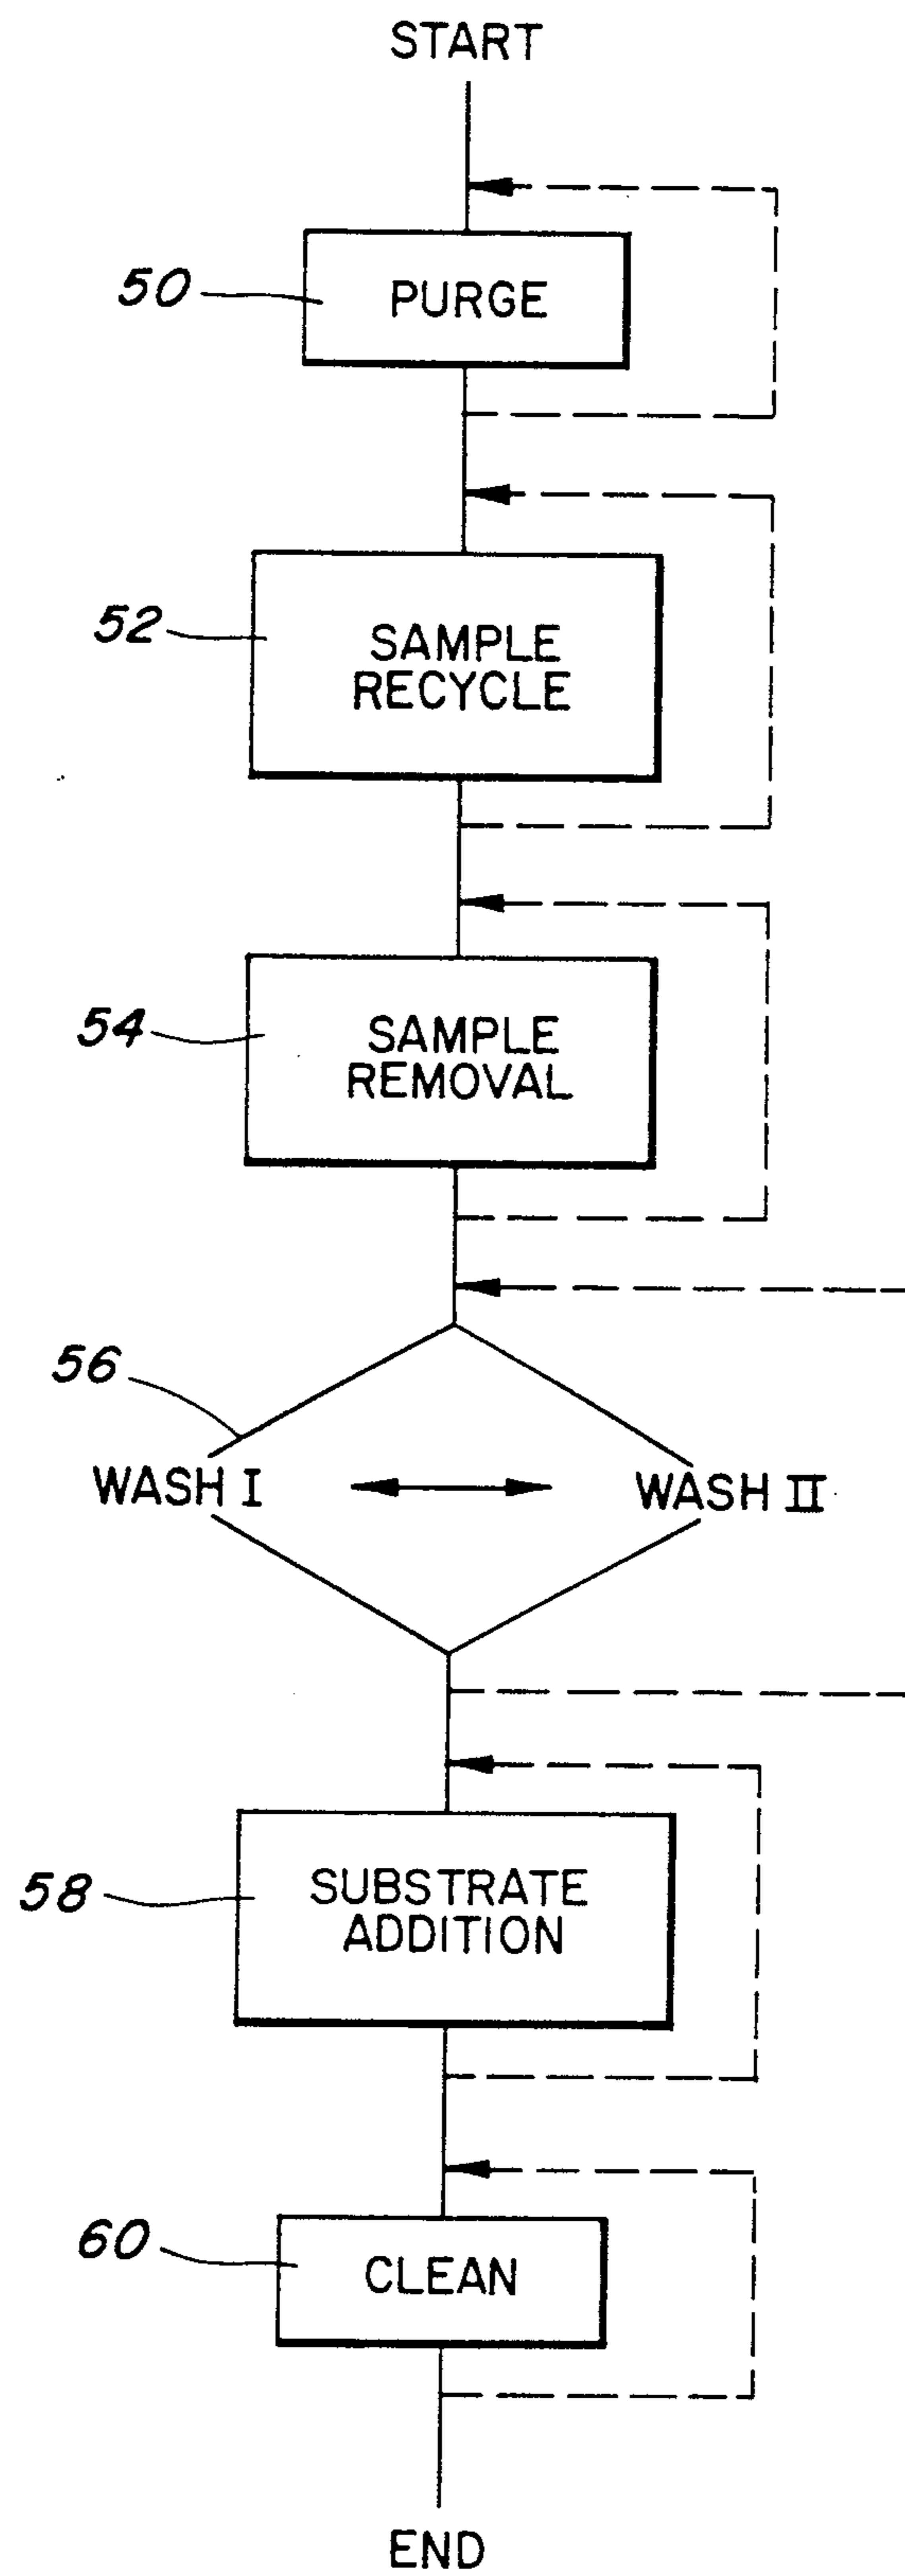 START
50
PURGE
52
SAMPLE
RECYCLE
54
SAMPLE
REMOVAL
56
WASH I
WASH II
58
SUBSTRATE
ADDITION
60
CLEAN
END